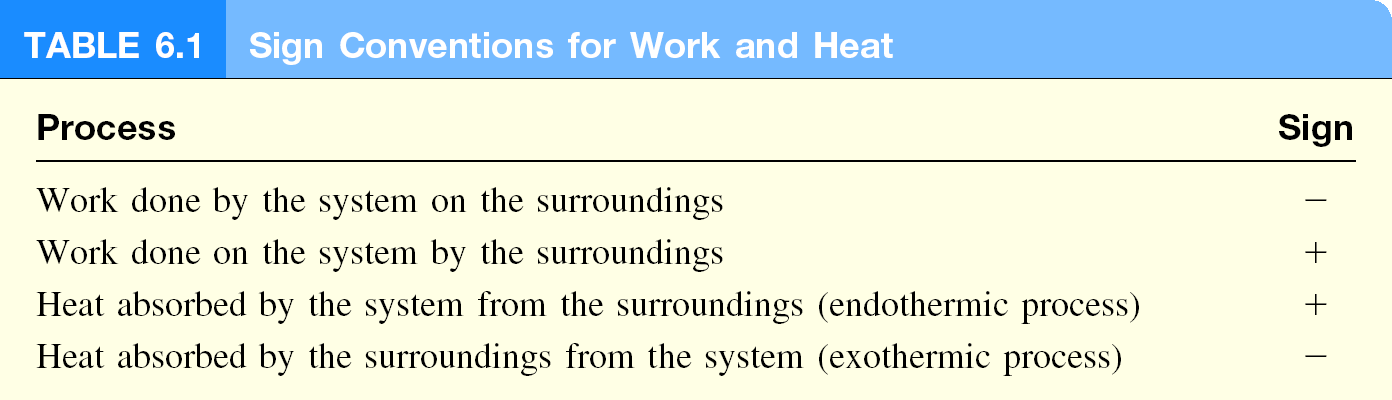 TABLE 6.1 Sign Conventions for Work and Heat
Process Sign
Work done by the system on the surroundings −
Work done on the system by the surroundings +
Heat absorbed by the system from the surroundings (endothermic process) +
Heat absorbed by the surroundings from the system (exothermic process) −